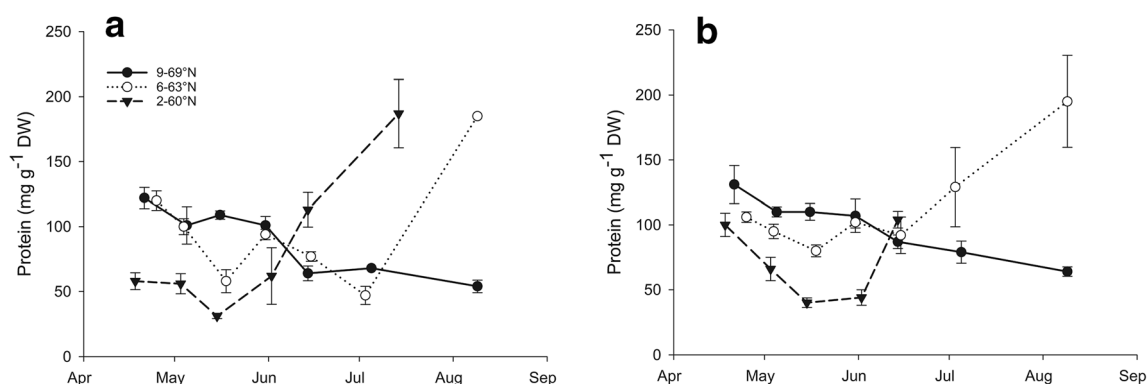 a
250
200
150
100
50
0
Protein (mg g⁻¹ DW)
9-69°N
6-63°N
2-60°N
Apr May Jun Jul Aug Sep
b
250
200
150
100
50
0
Protein (mg g⁻¹ DW)
Apr May Jun Jul Aug Sep